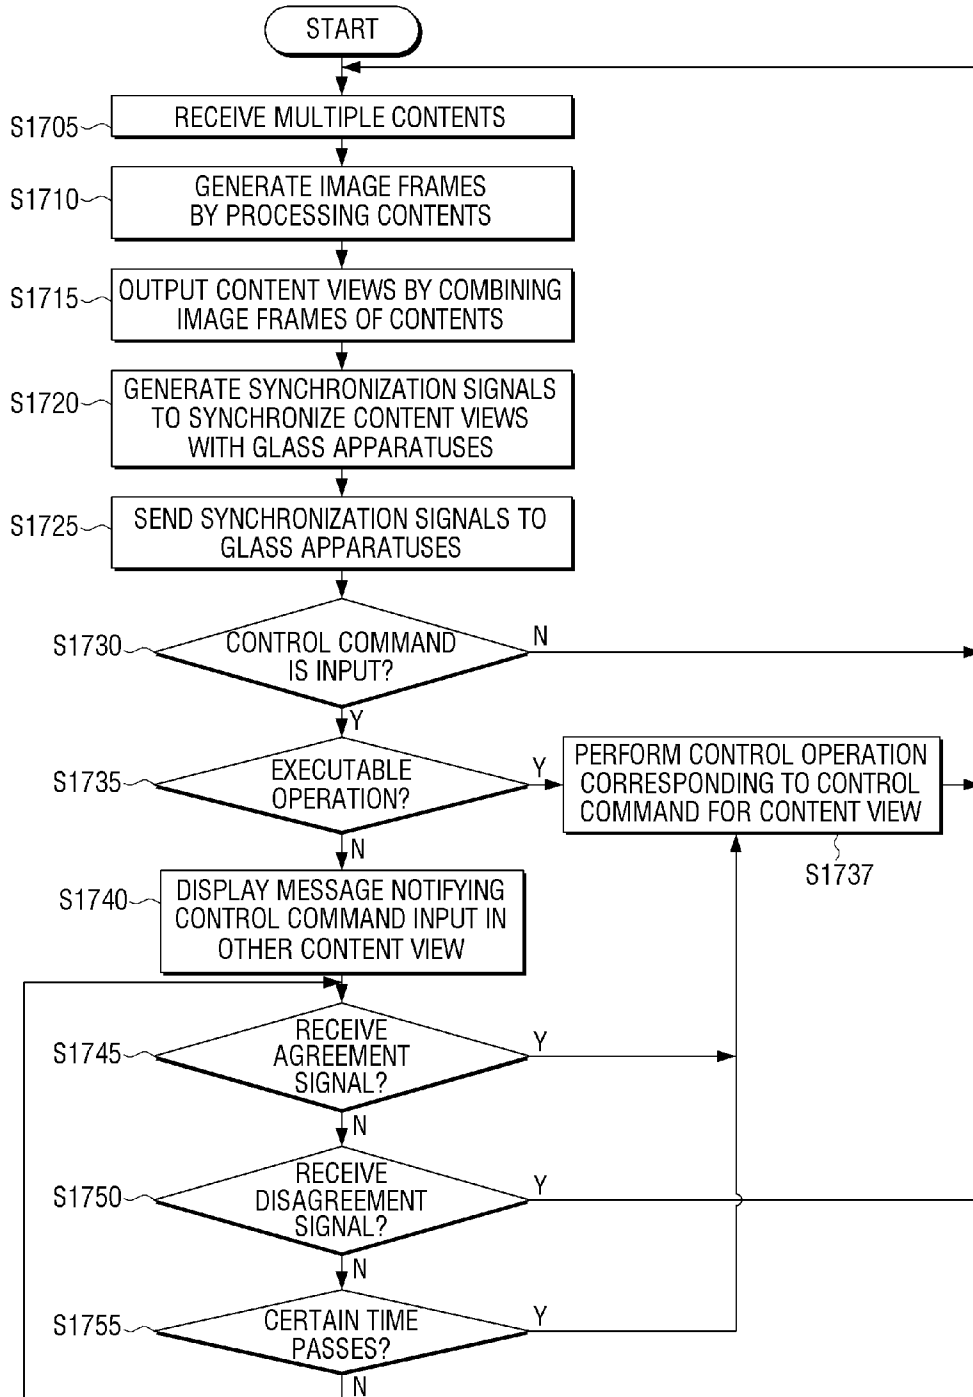 START
S1705
RECEIVE MULTIPLE CONTENTS
S1710
GENERATE IMAGE FRAMES
BY PROCESSING CONTENTS
S1715
OUTPUT CONTENT VIEWS BY COMBINING
IMAGE FRAMES OF CONTENTS
S1720
GENERATE SYNCHRONIZATION SIGNALS
TO SYNCHRONIZE CONTENT VIEWS
WITH GLASS APPARATUSES
S1725
SEND SYNCHRONIZATION SIGNALS TO
GLASS APPARATUSES
S1730
CONTROL COMMAND
IS INPUT?
N
Y
S1735
EXECUTABLE
OPERATION?
Y
N
PERFORM CONTROL OPERATION
CORRESPONDING TO CONTROL
COMMAND FOR CONTENT VIEW
S1737
S1740
DISPLAY MESSAGE NOTIFYING
CONTROL COMMAND INPUT IN
OTHER CONTENT VIEW
S1745
RECEIVE
AGREEMENT
SIGNAL?
Y
N
S1750
RECEIVE
DISAGREEMENT
SIGNAL?
Y
N
S1755
CERTAIN TIME
PASSES?
Y
N